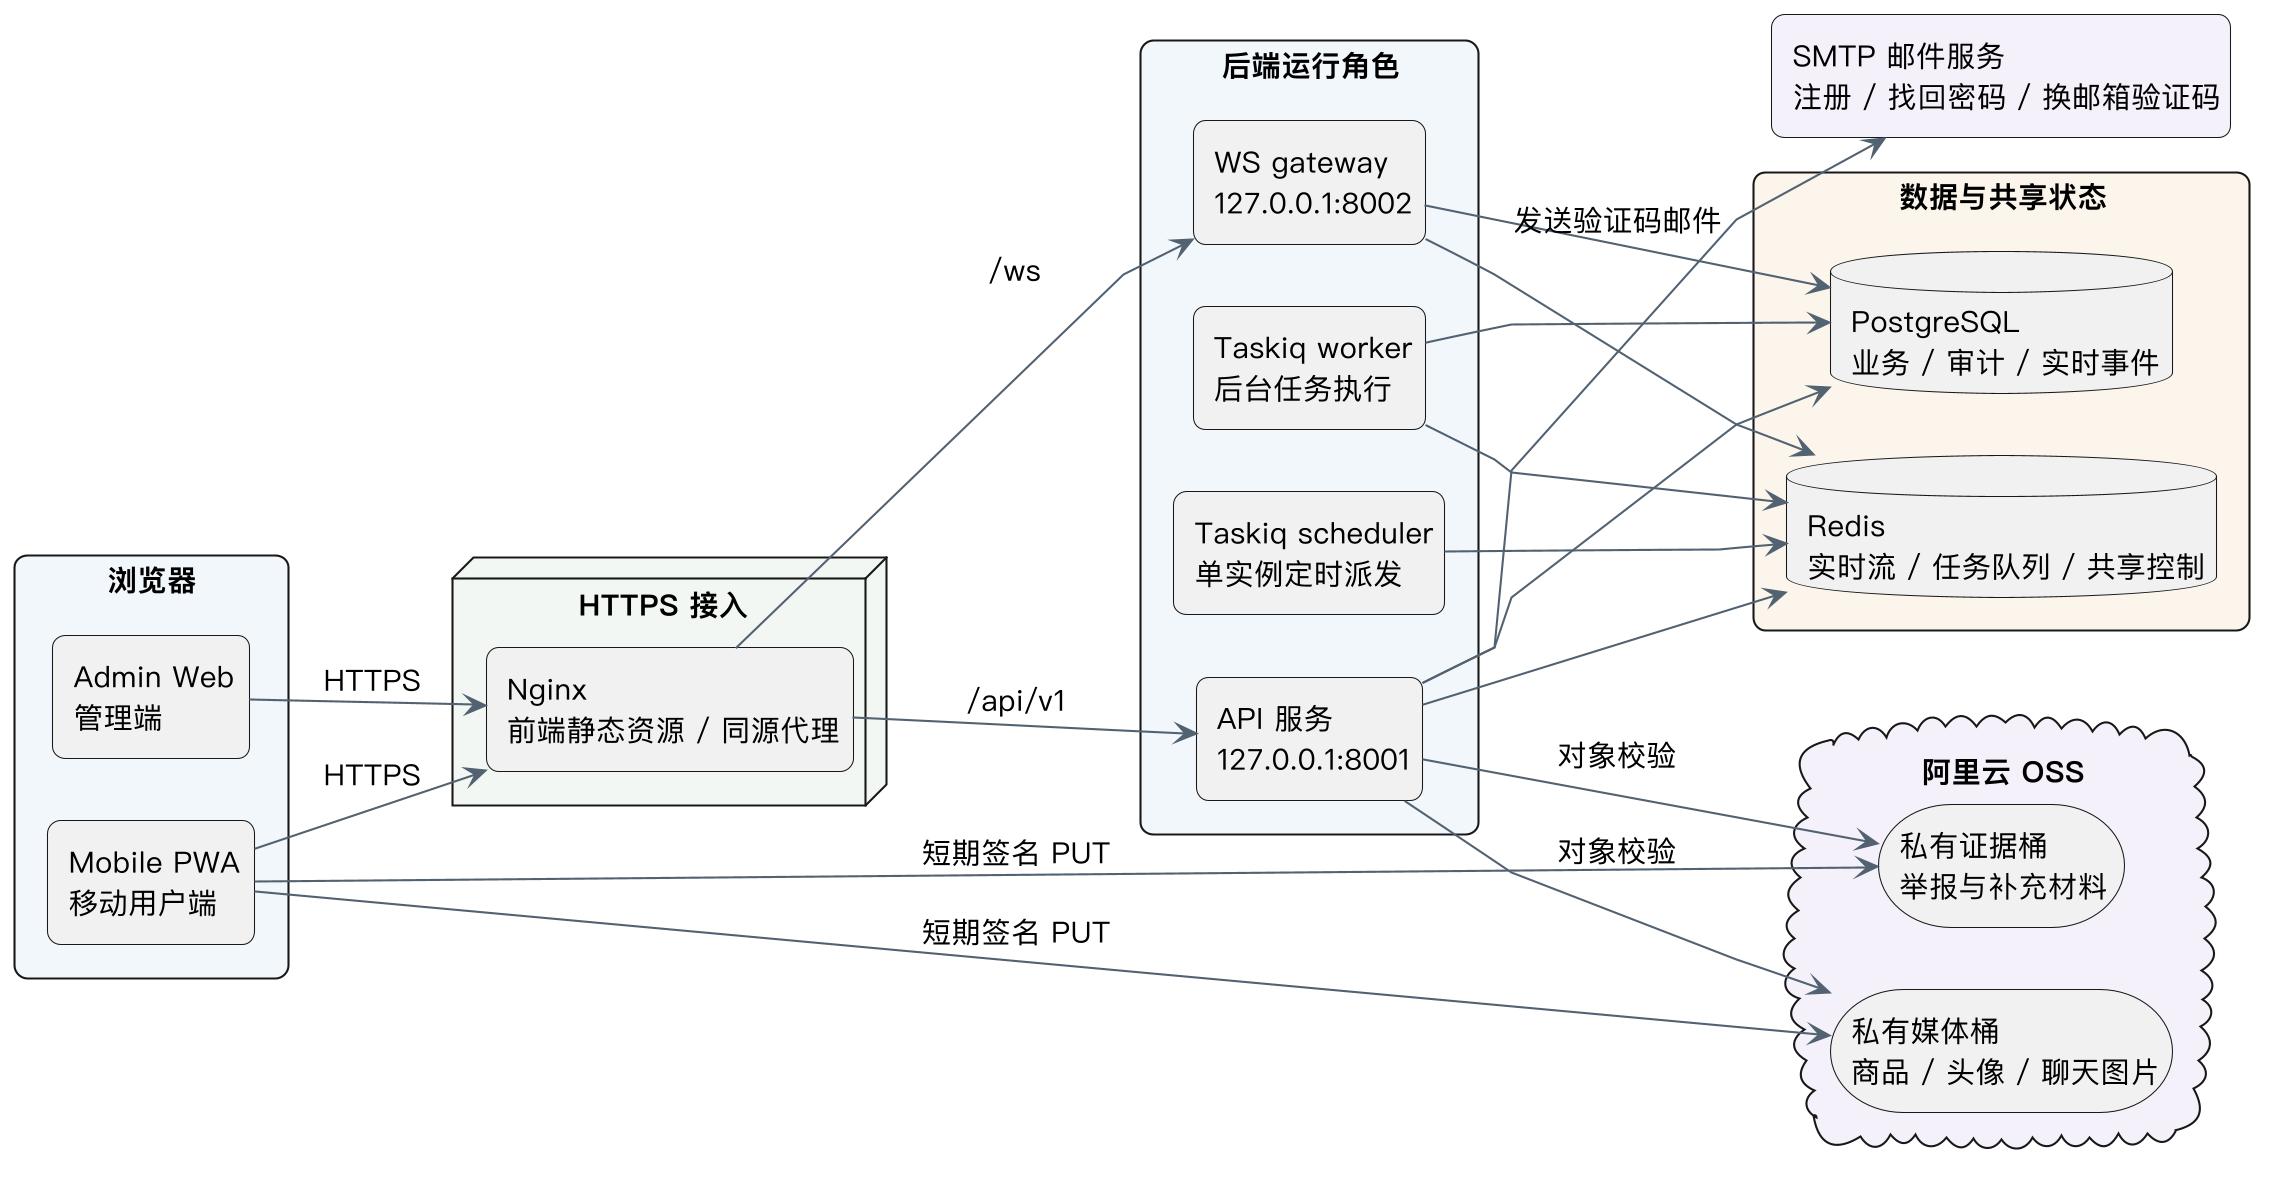 浏览器
Admin Web
管理端
Mobile PWA
移动用户端
HTTPS
HTTPS
HTTPS 接入
Nginx
前端静态资源 / 同源代理
/ws
/api/v1
短期签名 PUT
短期签名 PUT
后端运行角色
WS gateway
127.0.0.1:8002
Taskiq worker
后台任务执行
Taskiq scheduler
单实例定时派发
API 服务
127.0.0.1:8001
发送验证码邮件
对象校验
对象校验
SMTP 邮件服务
注册 / 找回密码 / 换邮箱验证码
数据与共享状态
PostgreSQL
业务 / 审计 / 实时事件
Redis
实时流 / 任务队列 / 共享控制
阿里云 OSS
私有证据桶
举报与补充材料
私有媒体桶
商品 / 头像 / 聊天图片